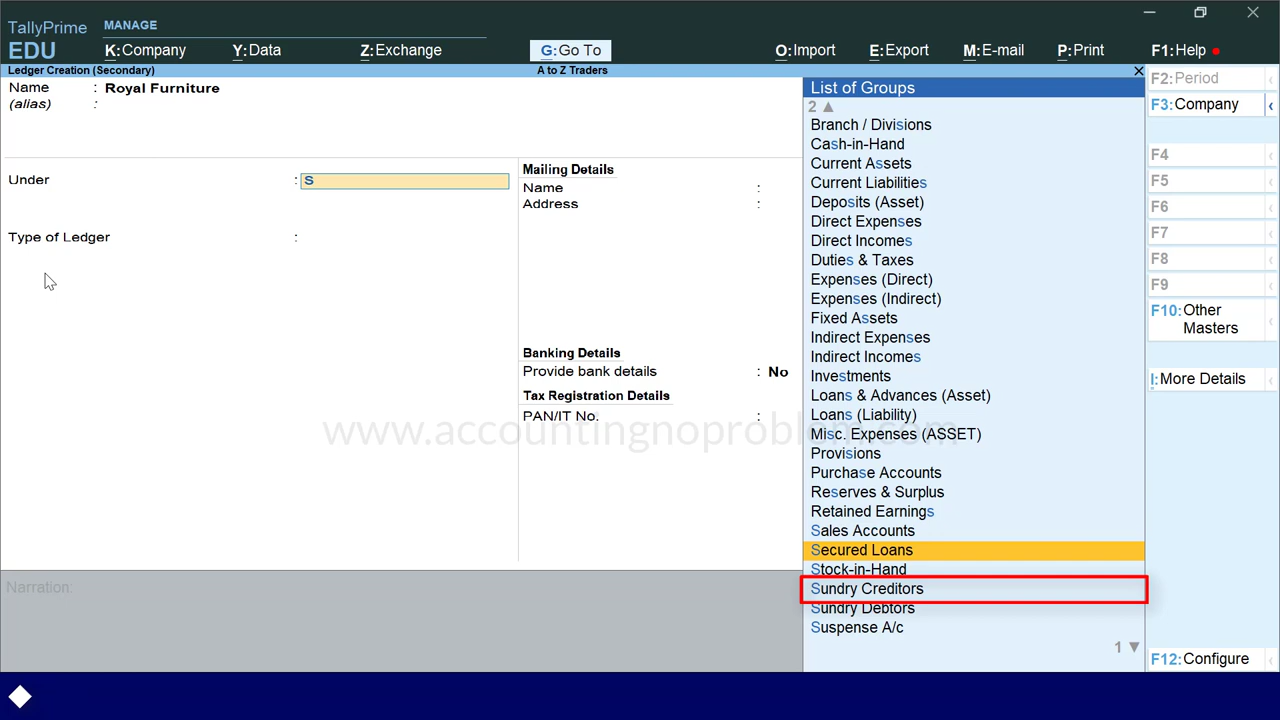 TallyPrime
EDU
MANAGE
K:Company Y:Data Z:Exchange G:Go To O:Import E:Export M:E-mail P:Print F1:Help
Ledger Creation (Secondary) A to Z Traders
Name : Royal Furniture
(alias) :
Under : S
Type of Ledger :
Mailing Details
Name :
Address :
Banking Details
Provide bank details : No
Tax Registration Details
PAN/IT No. :
www.accountingnoproblem.com
Narration:
List of Groups
2 ▲
Branch / Divisions
Cash-in-Hand
Current Assets
Current Liabilities
Deposits (Asset)
Direct Expenses
Direct Incomes
Duties & Taxes
Expenses (Direct)
Expenses (Indirect)
Fixed Assets
Indirect Expenses
Indirect Incomes
Investments
Loans & Advances (Asset)
Loans (Liability)
Misc. Expenses (ASSET)
Provisions
Purchase Accounts
Reserves & Surplus
Retained Earnings
Sales Accounts
Secured Loans
Stock-in-Hand
Sundry Creditors
Sundry Debtors
Suspense A/c
1 ▼
F2:Period
F3:Company
F4
F5
F6
F7
F8
F9
F10:Other
Masters
I:More Details
F12:Configure